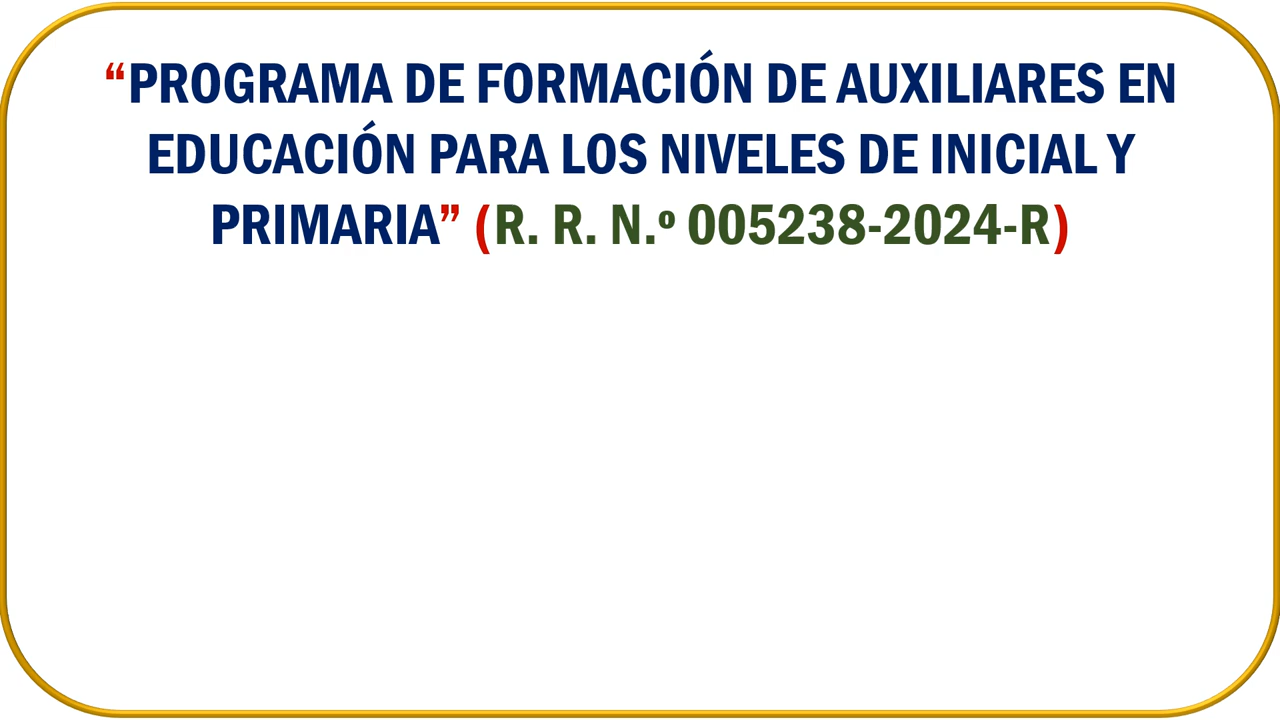 “PROGRAMA DE FORMACIÓN DE AUXILIARES EN
EDUCACIÓN PARA LOS NIVELES DE INICIAL Y
PRIMARIA” (R. R. N.º 005238-2024-R)